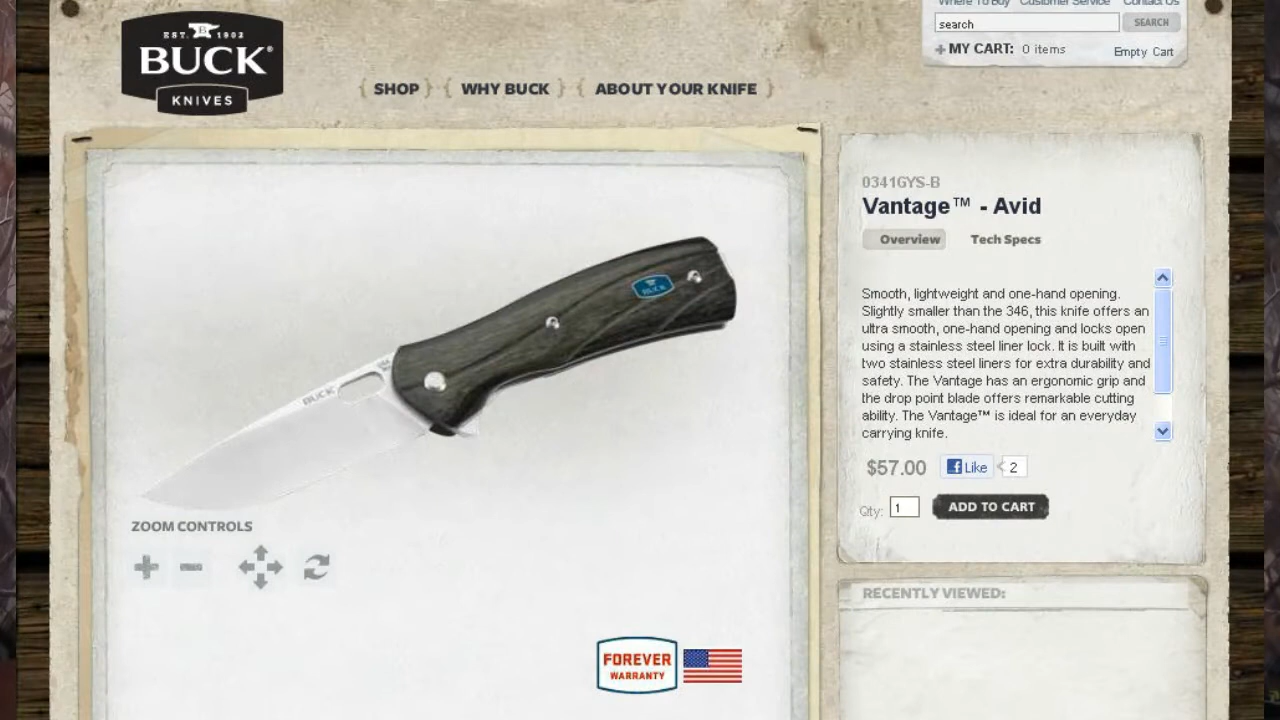 Where To Buy Customer Service Contact Us
EST. B 1902
BUCK®
KNIVES
search
SEARCH
MY CART: 0 items
Empty Cart
SHOP
WHY BUCK
ABOUT YOUR KNIFE
0341GYS-B
Vantage™ - Avid
Overview
Tech Specs
Smooth, lightweight and one-hand opening.
Slightly smaller than the 346, this knife offers an
ultra smooth, one-hand opening and locks open
using a stainless steel liner lock. It is built with
two stainless steel liners for extra durability and
safety. The Vantage has an ergonomic grip and
the drop point blade offers remarkable cutting
ability. The Vantage™ is ideal for an everyday
carrying knife.
$57.00
Like
2
Qty: 1
ADD TO CART
BUCK
BUCK
ZOOM CONTROLS
FOREVER
WARRANTY
RECENTLY VIEWED: